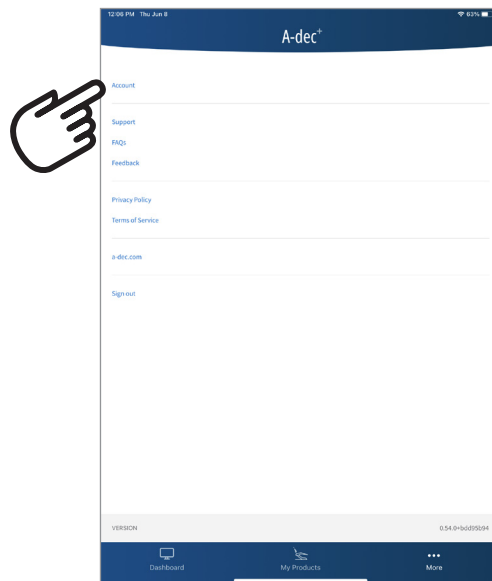 12:06 PM Thu Jun 8 63%
A-dec+
Account
Support
FAQs
Feedback
Privacy Policy
Terms of Service
a-dec.com
Sign out
VERSION 0.54.0+bdd95b94
Dashboard My Products More